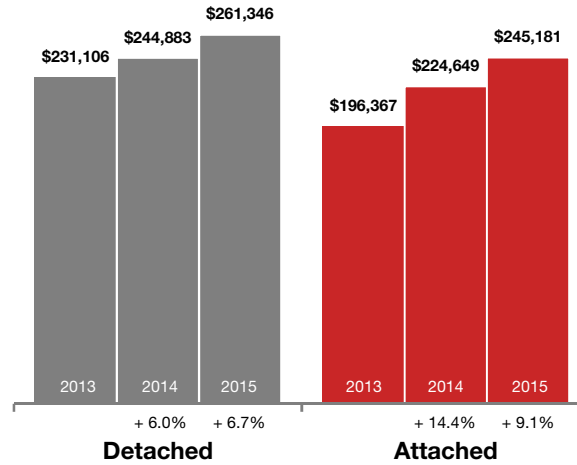 $231,106
$244,883
$261,346
$196,367
$224,649
$245,181
2013 2014 2015 2013 2014 2015
+ 6.0% + 6.7% + 14.4% + 9.1%
Detached Attached